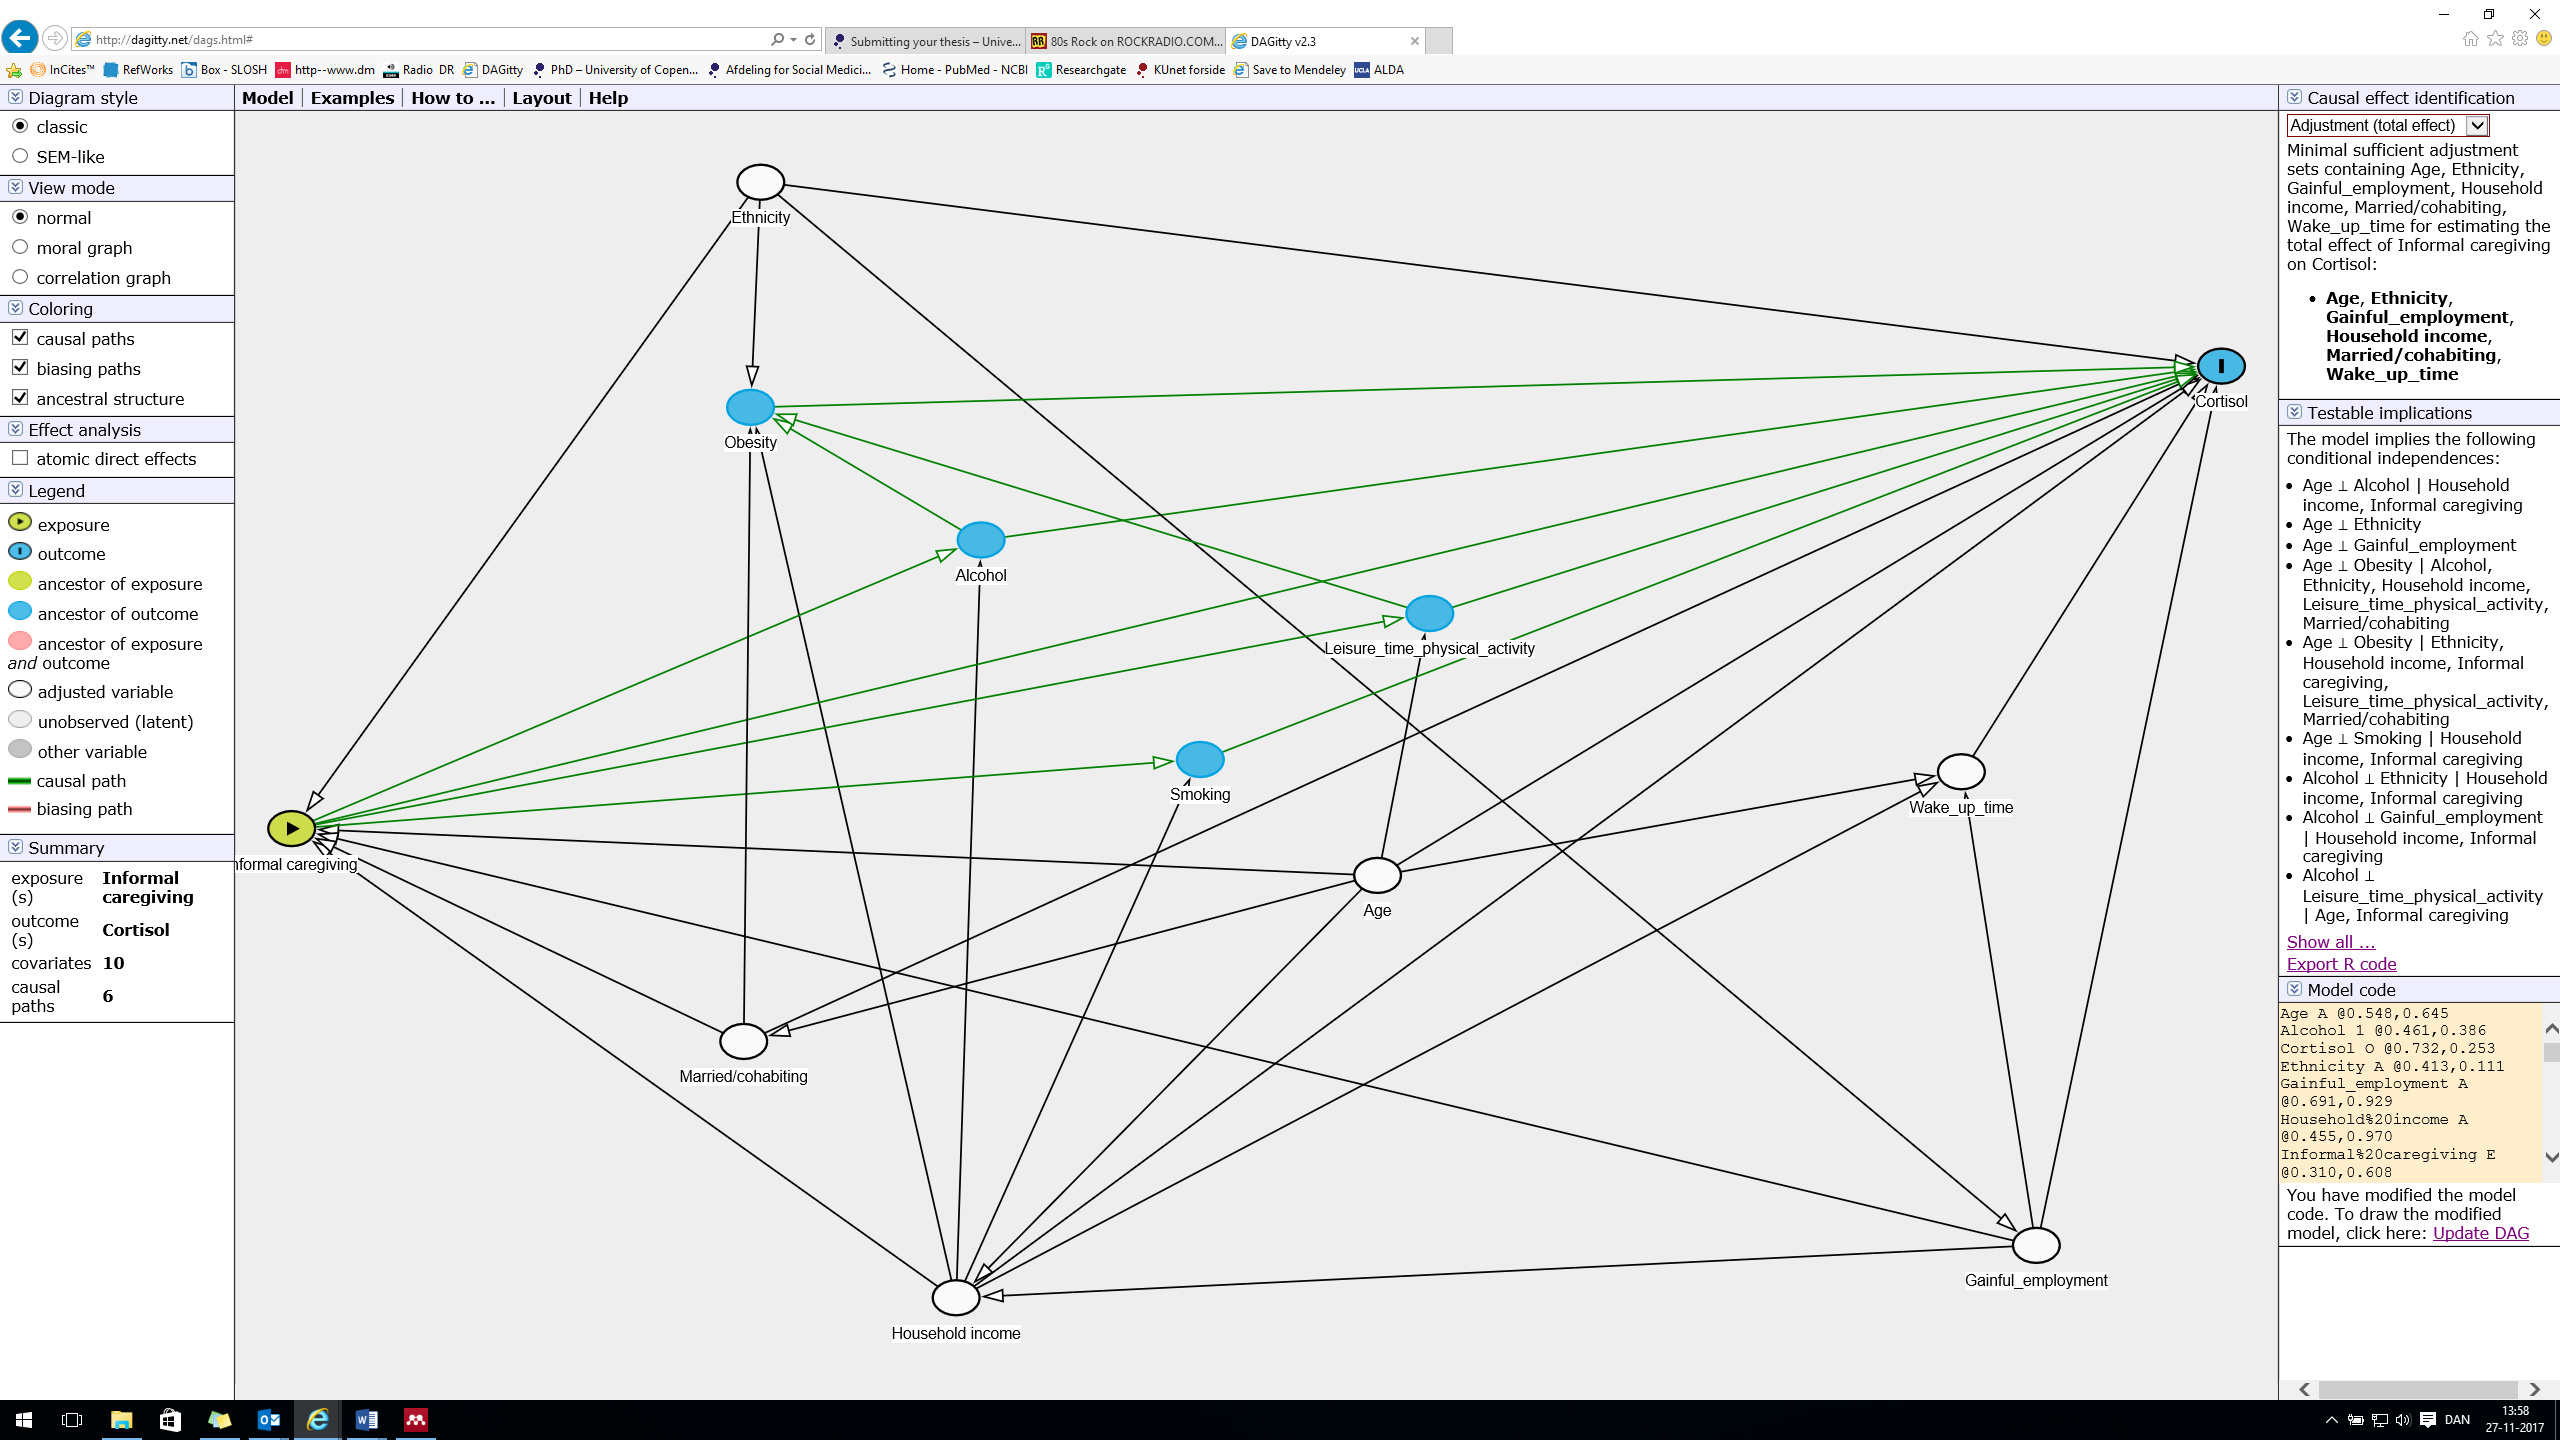 http://dagitty.net/dags.html#
Submitting your thesis – Unive...
80s Rock on ROCKRADIO.COM...
DAGitty v2.3
InCites™
RefWorks
Box - SLOSH
http--www.dm
Radio DR
DAGitty
PhD – University of Copen...
Afdeling for Social Medici...
Home - PubMed - NCBI
Researchgate
KUnet forside
Save to Mendeley
ALDA
Diagram style
classic
SEM-like
View mode
normal
moral graph
correlation graph
Coloring
causal paths
biasing paths
ancestral structure
Effect analysis
atomic direct effects
Legend
exposure
outcome
ancestor of exposure
ancestor of outcome
ancestor of exposure
and outcome
adjusted variable
unobserved (latent)
other variable
causal path
biasing path
Summary
exposure Informal
(s) caregiving
outcome
(s) Cortisol
covariates 10
causal
paths 6
Model | Examples | How to ... | Layout | Help
Ethnicity
Cortisol
Obesity
Alcohol
Leisure_time_physical_activity
Smoking
Wake_up_time
nformal caregiving
Age
Married/cohabiting
Gainful_employment
Household income
Causal effect identification
Adjustment (total effect)
Minimal sufficient adjustment
sets containing Age, Ethnicity,
Gainful_employment, Household
income, Married/cohabiting,
Wake_up_time for estimating the
total effect of Informal caregiving
on Cortisol:
• Age, Ethnicity,
Gainful_employment,
Household income,
Married/cohabiting,
Wake_up_time
Testable implications
The model implies the following
conditional independences:
• Age ⊥ Alcohol | Household
income, Informal caregiving
• Age ⊥ Ethnicity
• Age ⊥ Gainful_employment
• Age ⊥ Obesity | Alcohol,
Ethnicity, Household income,
Leisure_time_physical_activity,
Married/cohabiting
• Age ⊥ Obesity | Ethnicity,
Household income, Informal
caregiving,
Leisure_time_physical_activity,
Married/cohabiting
• Age ⊥ Smoking | Household
income, Informal caregiving
• Alcohol ⊥ Ethnicity | Household
income, Informal caregiving
• Alcohol ⊥ Gainful_employment
| Household income, Informal
caregiving
• Alcohol ⊥
Leisure_time_physical_activity
| Age, Informal caregiving
Show all ...
Export R code
Model code
Age A @0.548,0.645
Alcohol 1 @0.461,0.386
Cortisol O @0.732,0.253
Ethnicity A @0.413,0.111
Gainful_employment A
@0.691,0.929
Household%20income A
@0.455,0.970
Informal%20caregiving E
@0.310,0.608
You have modified the model
code. To draw the modified
model, click here: Update DAG
DAN
13:58
27-11-2017